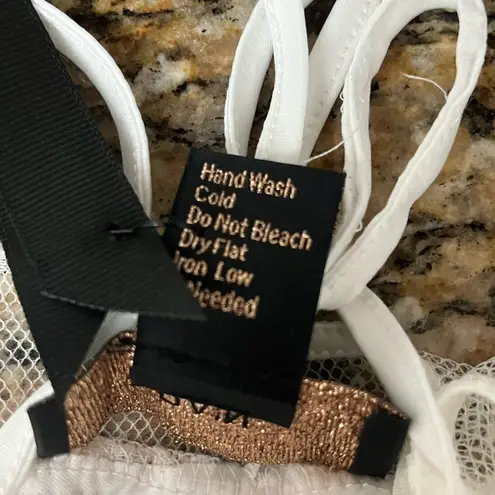 Hand Wash
Cold
Do Not Bleach
Dry Flat
Iron Low
Needed